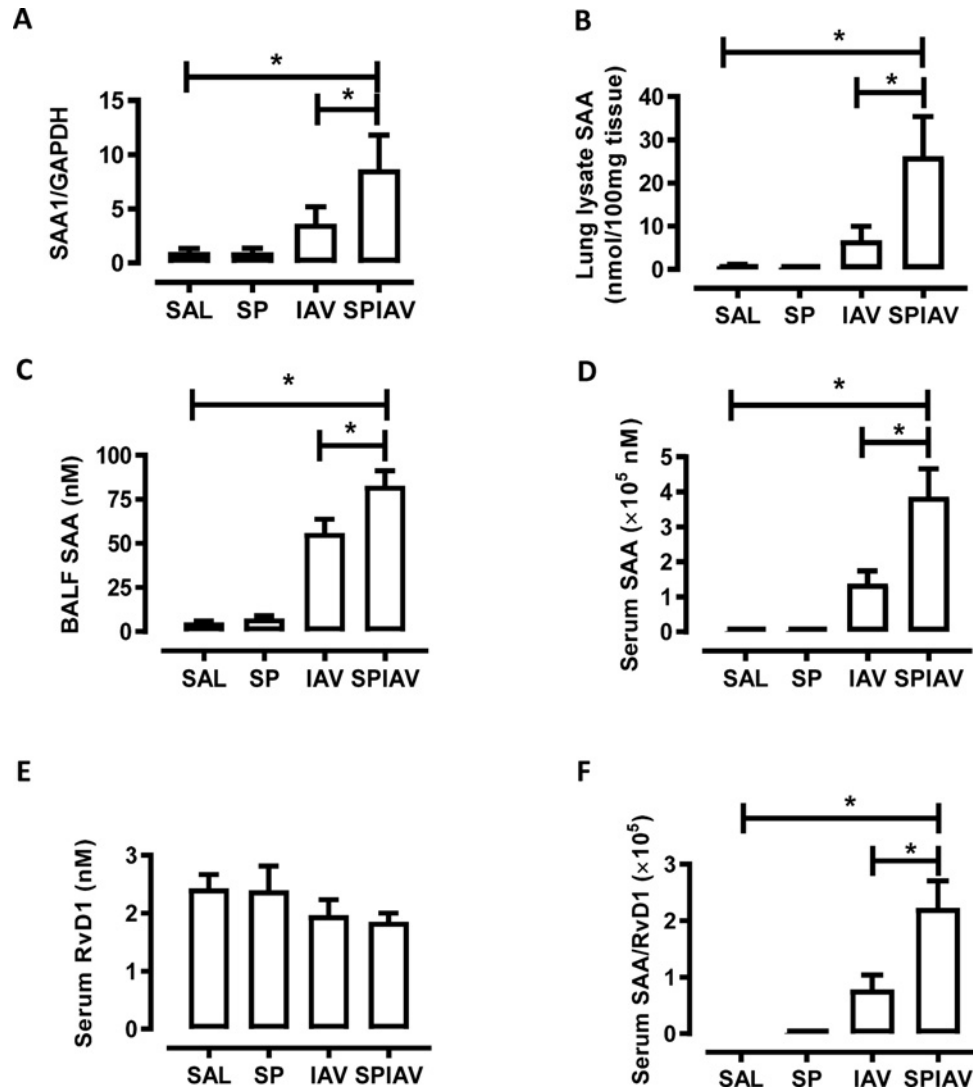 A
*
*
15
10
5
0
SAA1/GAPDH
SAL SP IAV SPIAV
B
*
*
40
30
20
10
0
Lung lysate SAA
(nmol/100mg tissue)
SAL SP IAV SPIAV
C
*
*
100
75
50
25
0
BALF SAA (nM)
SAL SP IAV SPIAV
D
*
*
5
4
3
2
1
0
Serum SAA (×10⁵ nM)
SAL SP IAV SPIAV
E
3
2
1
0
Serum RvD1 (nM)
SAL SP IAV SPIAV
F
*
*
3
2
1
0
Serum SAA/RvD1 (×10⁵)
SAL SP IAV SPIAV